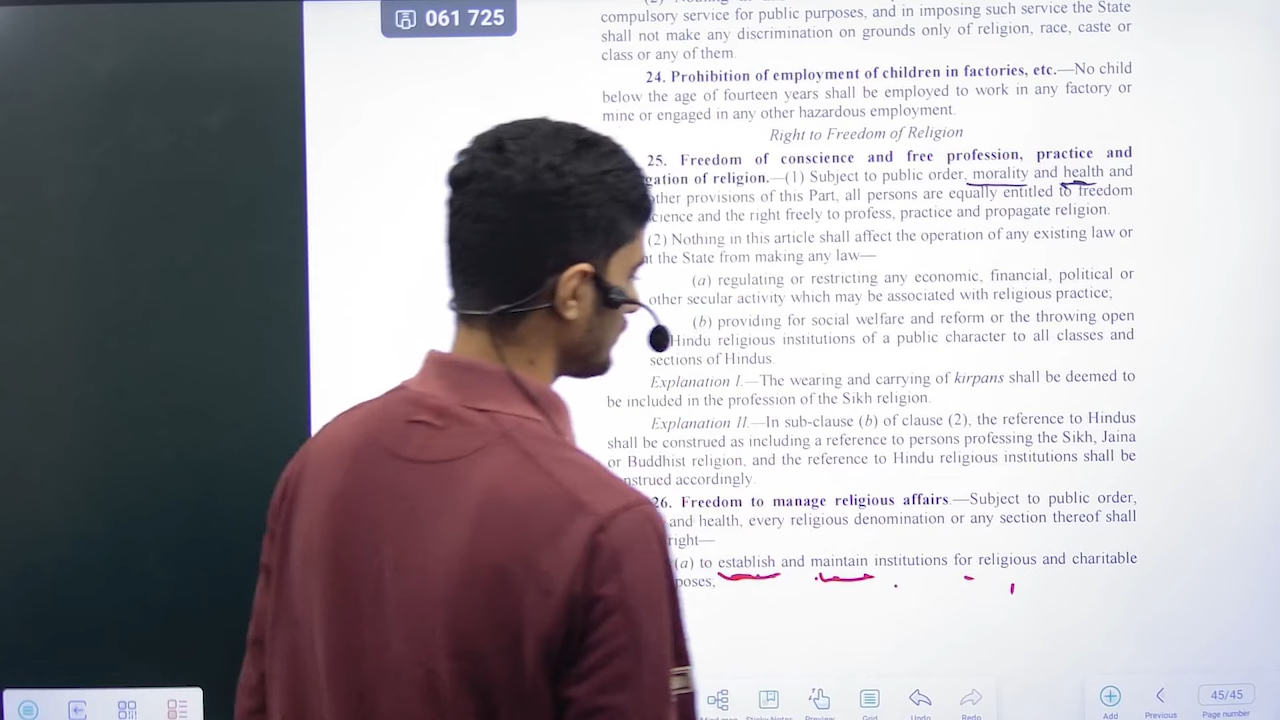 061 725
compulsory service for public purposes, and in imposing such service the State
shall not make any discrimination on grounds only of religion, race, caste or
class or any of them.
24. Prohibition of employment of children in factories, etc.—No child
below the age of fourteen years shall be employed to work in any factory or
mine or engaged in any other hazardous employment.
Right to Freedom of Religion
25. Freedom of conscience and free profession, practice and
gation of religion.—(1) Subject to public order, morality and health and
ther provisions of this Part, all persons are equally entitled to freedom
cience and the right freely to profess, practice and propagate religion.
(2) Nothing in this article shall affect the operation of any existing law or
nt the State from making any law—
(a) regulating or restricting any economic, financial, political or
other secular activity which may be associated with religious practice;
(b) providing for social welfare and reform or the throwing open
Hindu religious institutions of a public character to all classes and
sections of Hindus.
Explanation I.—The wearing and carrying of kirpans shall be deemed to
be included in the profession of the Sikh religion.
Explanation II.—In sub-clause (b) of clause (2), the reference to Hindus
shall be construed as including a reference to persons professing the Sikh, Jaina
or Buddhist religion, and the reference to Hindu religious institutions shall be
nstrued accordingly.
26. Freedom to manage religious affairs.—Subject to public order,
and health, every religious denomination or any section thereof shall
right—
(a) to establish and maintain institutions for religious and charitable
poses;
45/45
Undo Redo Add Previous Page number